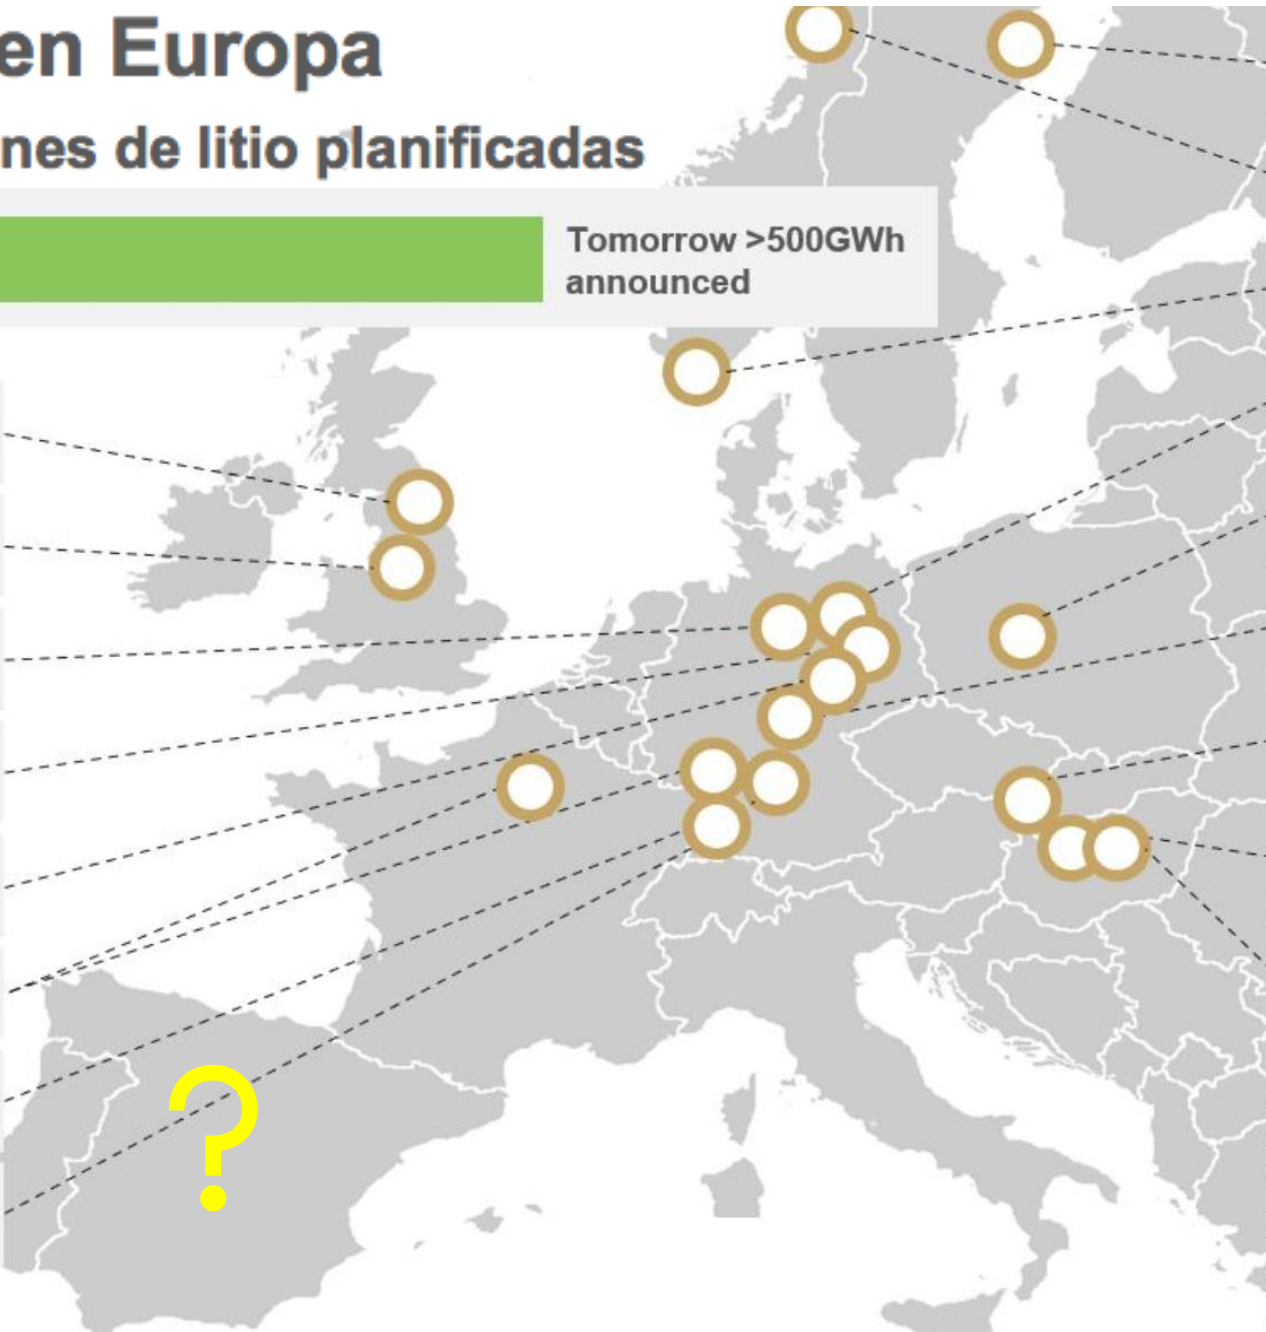 en Europa
nes de litio planificadas
Tomorrow >500GWh
announced
?